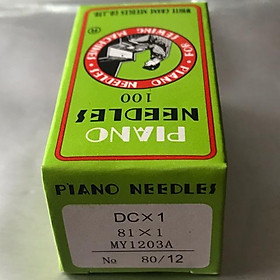 WHITE CRANE NEEDLES CO.,LTD.
PIANO NEEDLES
FOR SEWING MACHINES
®
100
NEEDLES
PIANO
PIANO NEEDLES
DC×1
81×1
MY1203A
No 80/12